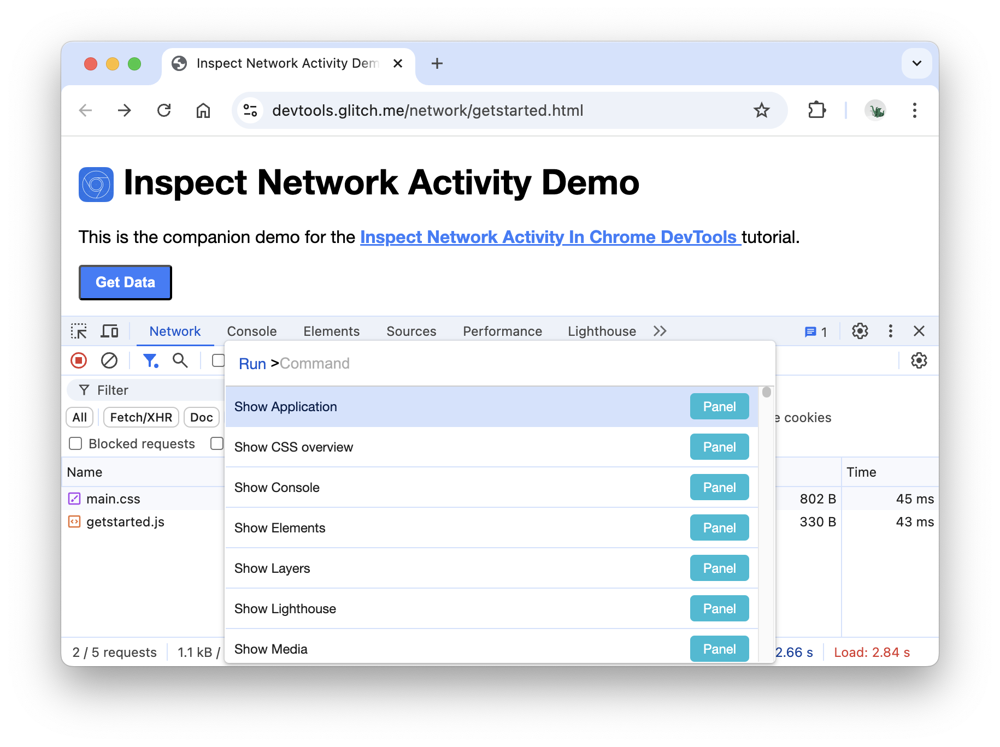 Inspect Network Activity Dem
devtools.glitch.me/network/getstarted.html
Inspect Network Activity Demo
This is the companion demo for the Inspect Network Activity In Chrome DevTools tutorial.
Get Data
Network Console Elements Sources Performance Lighthouse 1
Run >Command
Filter
Show Application Panel
All Fetch/XHR Doc
e cookies
Show CSS overview Panel
Blocked requests
Name
Time
Show Console Panel
main.css 802 B 45 ms
getstarted.js 330 B 43 ms
Show Elements Panel
Show Layers Panel
Show Lighthouse Panel
Show Media Panel
2 / 5 requests 1.1 kB / 2.66 s Load: 2.84 s